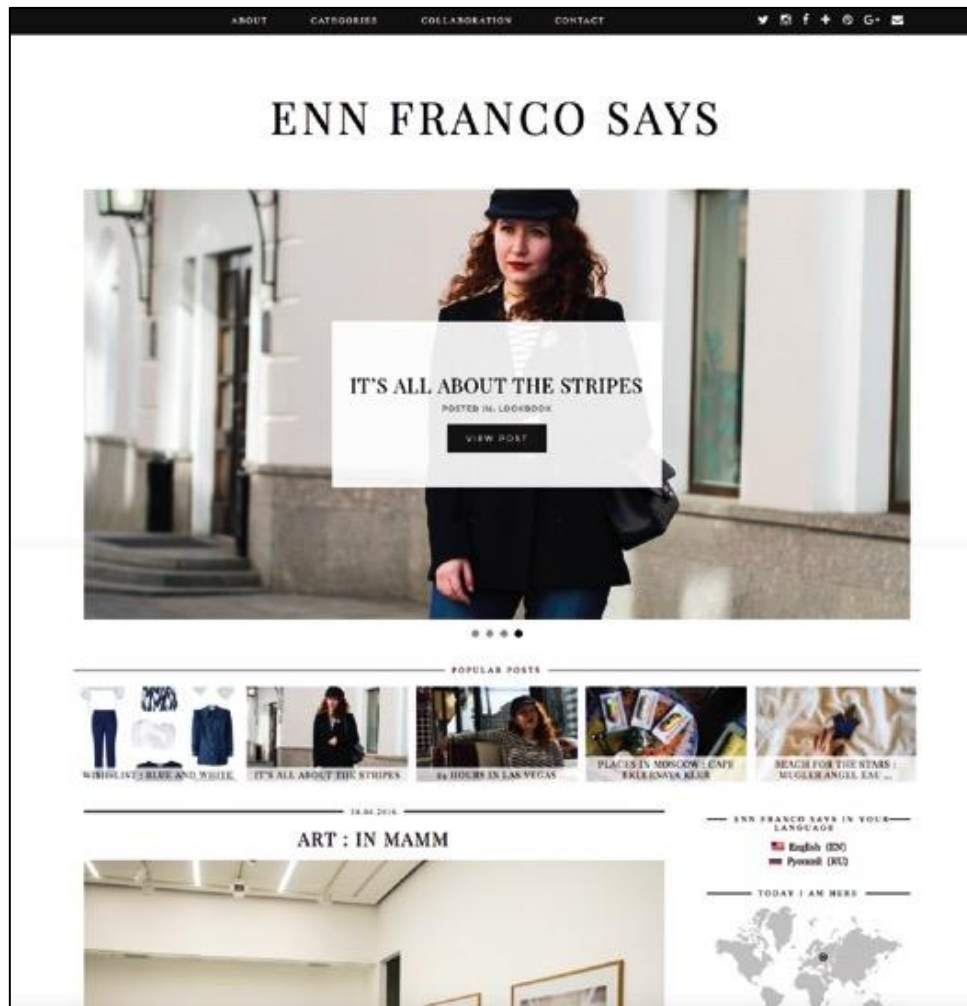 ABOUT CATEGORIES COLLABORATION CONTACT
ENN FRANCO SAYS
IT'S ALL ABOUT THE STRIPES
POSTED IN: LOOKBOOK
VIEW POST
POPULAR POSTS
WISHLIST : BLUE AND WHITE
IT'S ALL ABOUT THE STRIPES
24 HOURS IN LAS VEGAS
PLACES IN MOSCOW : CAFE
REACH FOR THE STARS :
MUGLER ANGEL EAU ...
ART : IN MAMM
ENN FRANCO SAYS IN YOUR
LANGUAGE
English (EN)
Русский (RU)
TODAY I AM HERE